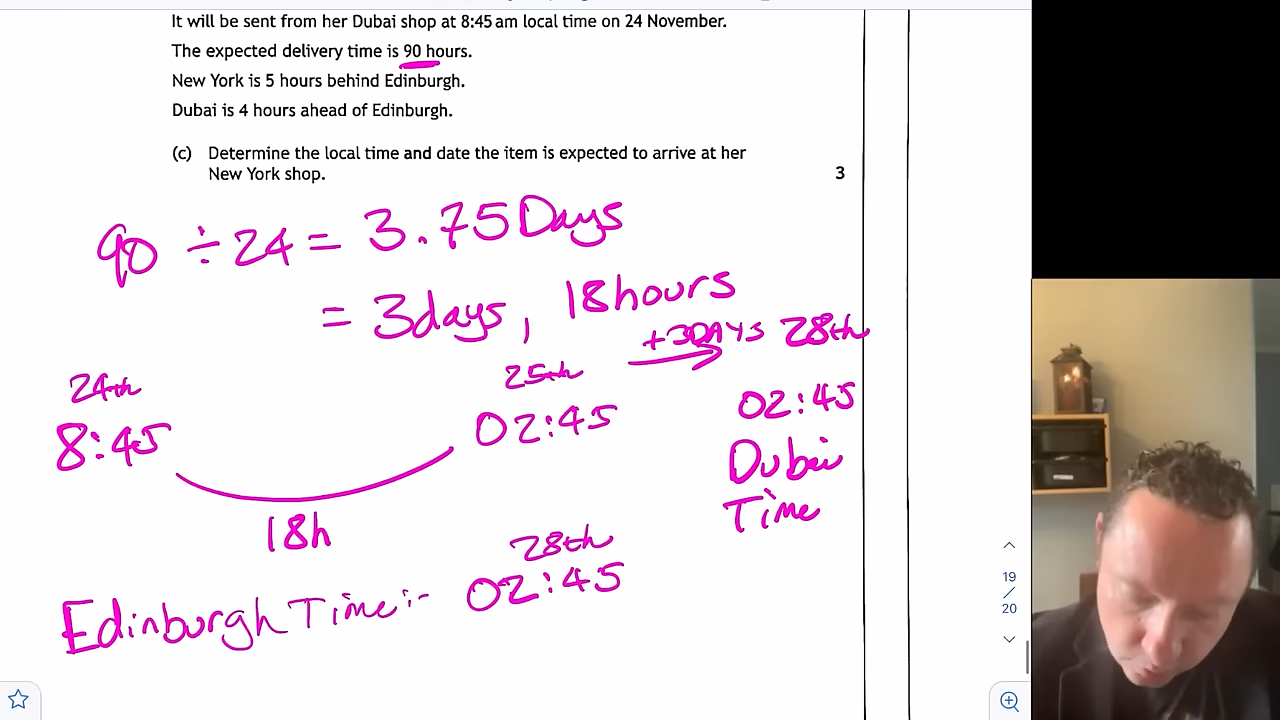 It will be sent from her Dubai shop at 8:45 am local time on 24 November.
The expected delivery time is 90 hours.
New York is 5 hours behind Edinburgh.
Dubai is 4 hours ahead of Edinburgh.
(c) Determine the local time and date the item is expected to arrive at her
New York shop.
3
90 ÷ 24 = 3.75 Days
= 3days, 18hours
+3DAYS 28th
24th
25th
8:45
02:45
02:45
Dubai
Time
18h
28th
Edinburgh Time:- 02:45
19
/
20